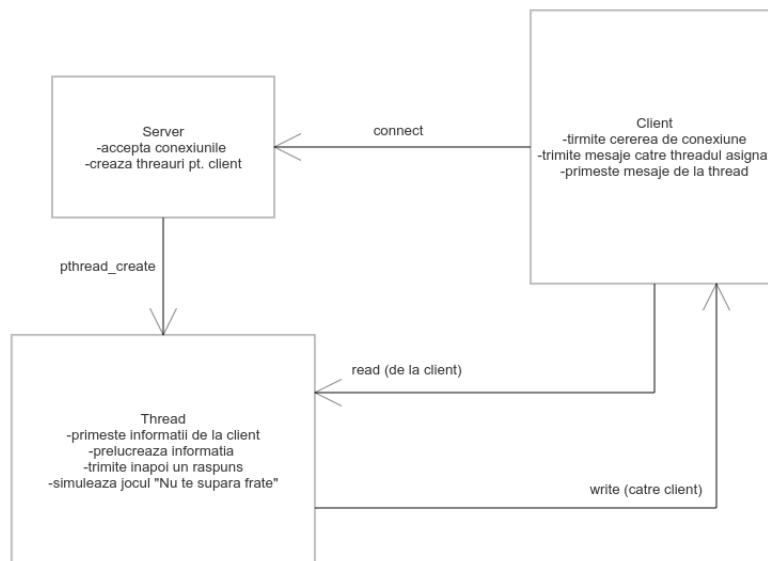 Server
-accepta conexiunile
-creaza threauri pt. client
connect
Client
-tirmite cererea de conexiune
-trimite mesaje catre threadul asignat
-primeste mesaje de la thread
pthread_create
read (de la client)
Thread
-primeste informatii de la client
-prelucreaza informatia
-trimite inapoi un raspuns
-simuleaza jocul "Nu te supara frate"
write (catre client)